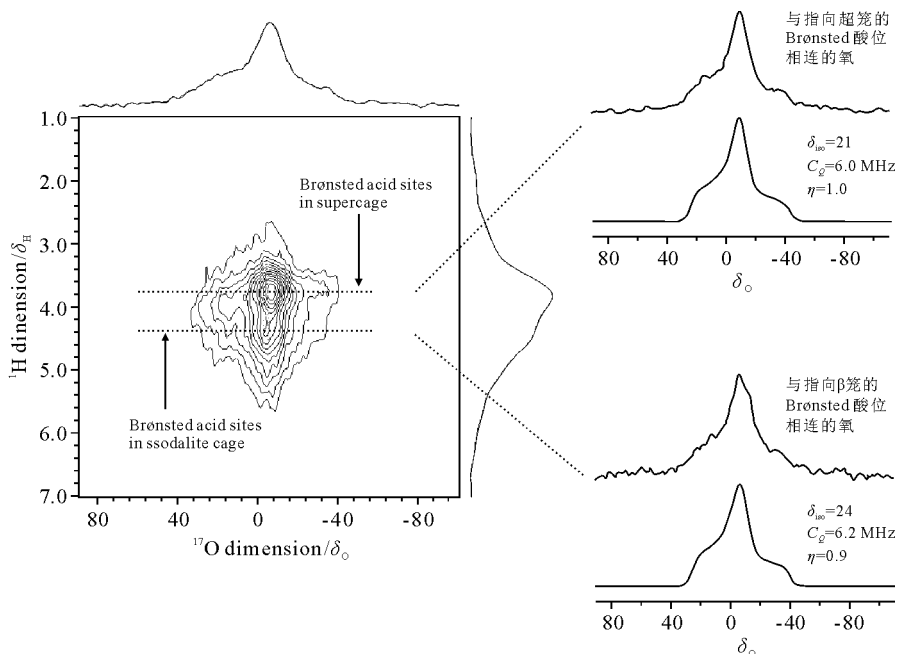 1.0
2.0
3.0
4.0
5.0
6.0
7.0
¹H dimension/δH
Brønsted acid sites
in supercage
Brønsted acid sites
in ssodalite cage
80 40 0 -40 -80
¹⁷O dimension/δO
与指向超笼的
Brønsted 酸位
相连的氧
δiso=21
CQ=6.0 MHz
η=1.0
80 40 0 -40 -80
δO
与指向β笼的
Brønsted 酸位
相连的氧
δiso=24
CQ=6.2 MHz
η=0.9
80 40 0 -40 -80
δO